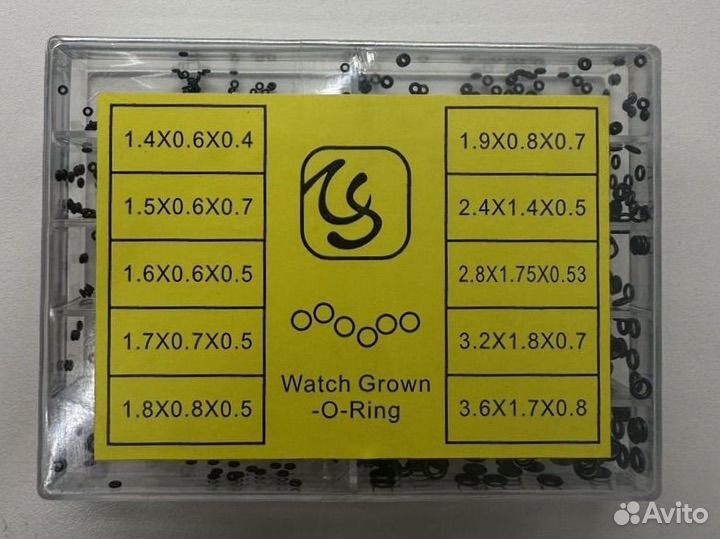 1.4X0.6X0.4
1.5X0.6X0.7
1.6X0.6X0.5
1.7X0.7X0.5
1.8X0.8X0.5
Watch Grown
-O-Ring
1.9X0.8X0.7
2.4X1.4X0.5
2.8X1.75X0.53
3.2X1.8X0.7
3.6X1.7X0.8
Avito